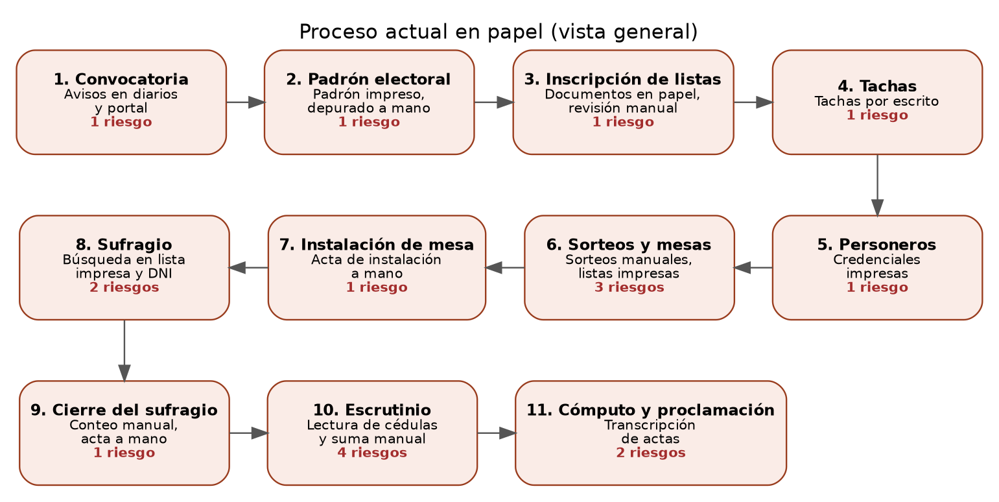 Proceso actual en papel (vista general)
1. Convocatoria
Avisos en diarios
y portal
1 riesgo
2. Padrón electoral
Padrón impreso,
depurado a mano
1 riesgo
3. Inscripción de listas
Documentos en papel,
revisión manual
1 riesgo
4. Tachas
Tachas por escrito
1 riesgo
5. Personeros
Credenciales
impresas
1 riesgo
6. Sorteos y mesas
Sorteos manuales,
listas impresas
3 riesgos
7. Instalación de mesa
Acta de instalación
a mano
1 riesgo
8. Sufragio
Búsqueda en lista
impresa y DNI
2 riesgos
9. Cierre del sufragio
Conteo manual,
acta a mano
1 riesgo
10. Escrutinio
Lectura de cédulas
y suma manual
4 riesgos
11. Cómputo y proclamación
Transcripción
de actas
2 riesgos